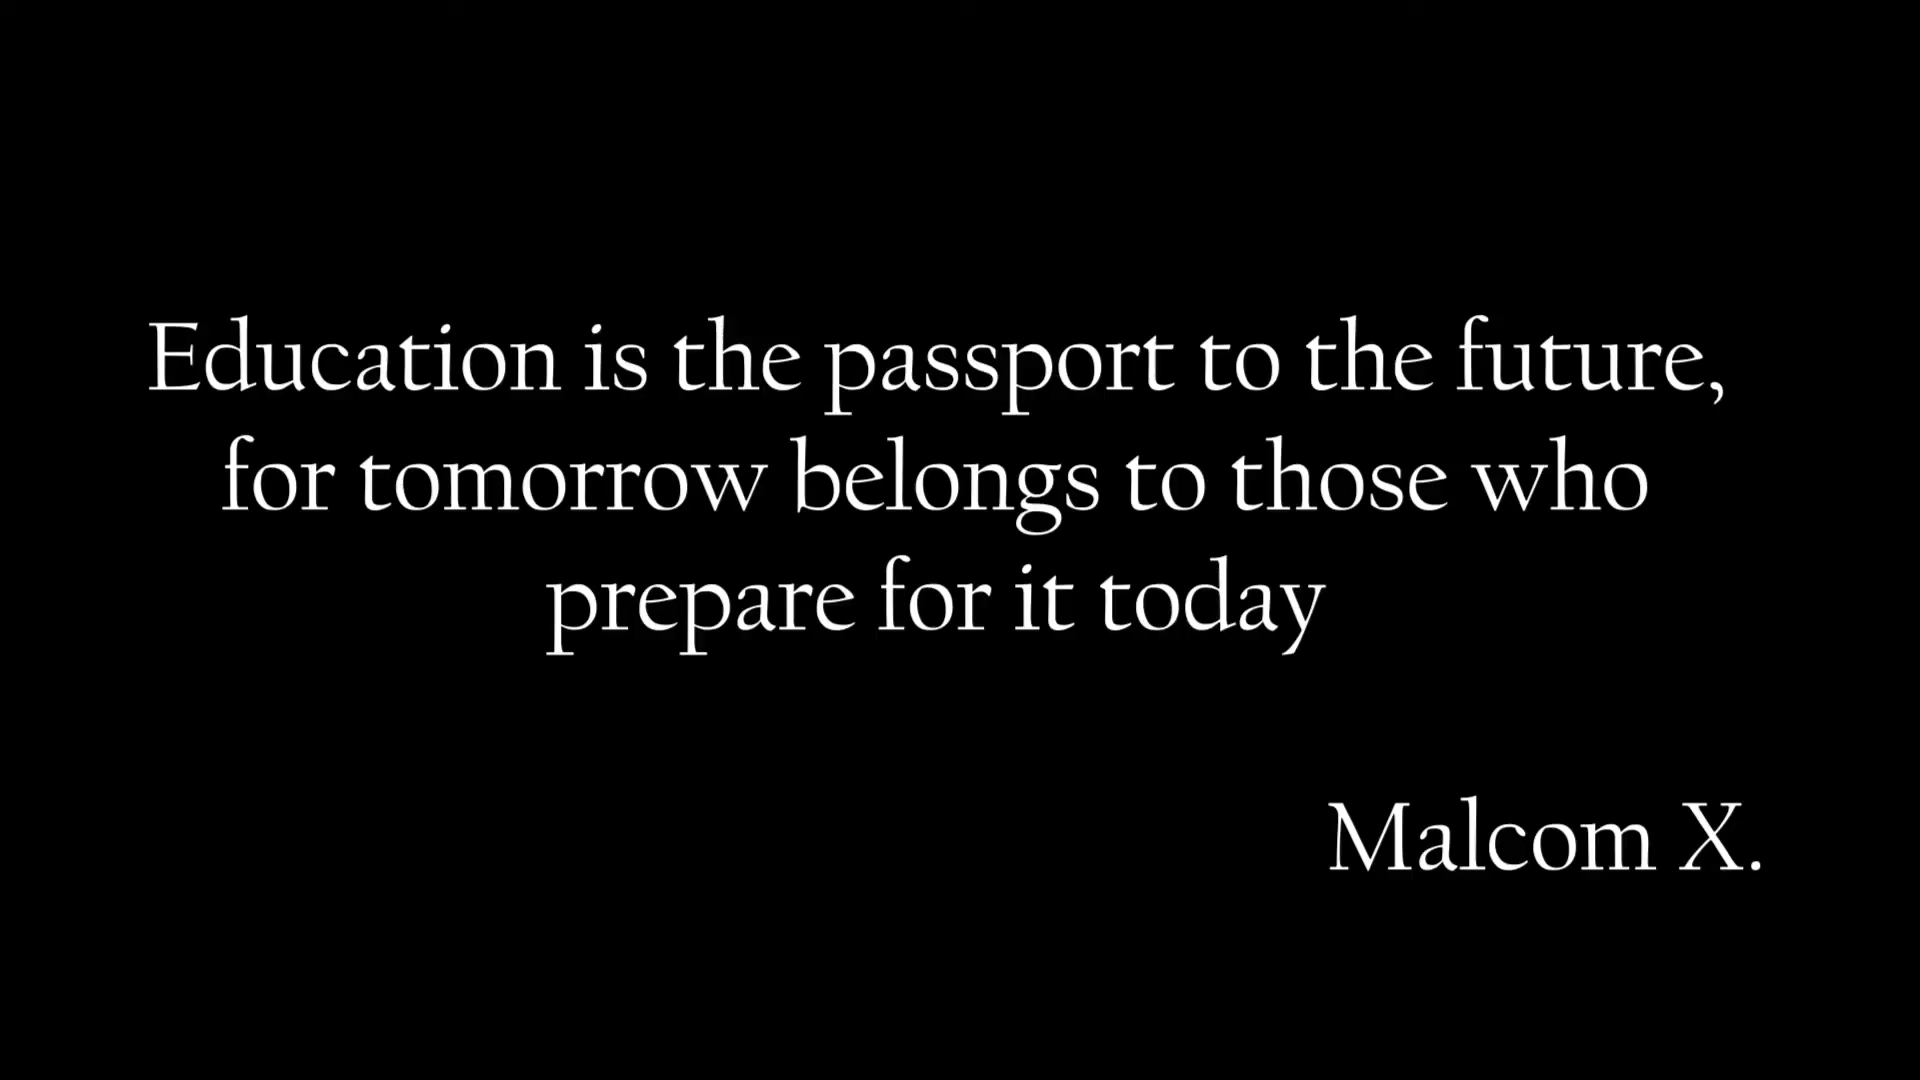 Education is the passport to the future,
for tomorrow belongs to those who
prepare for it today
Malcom X.